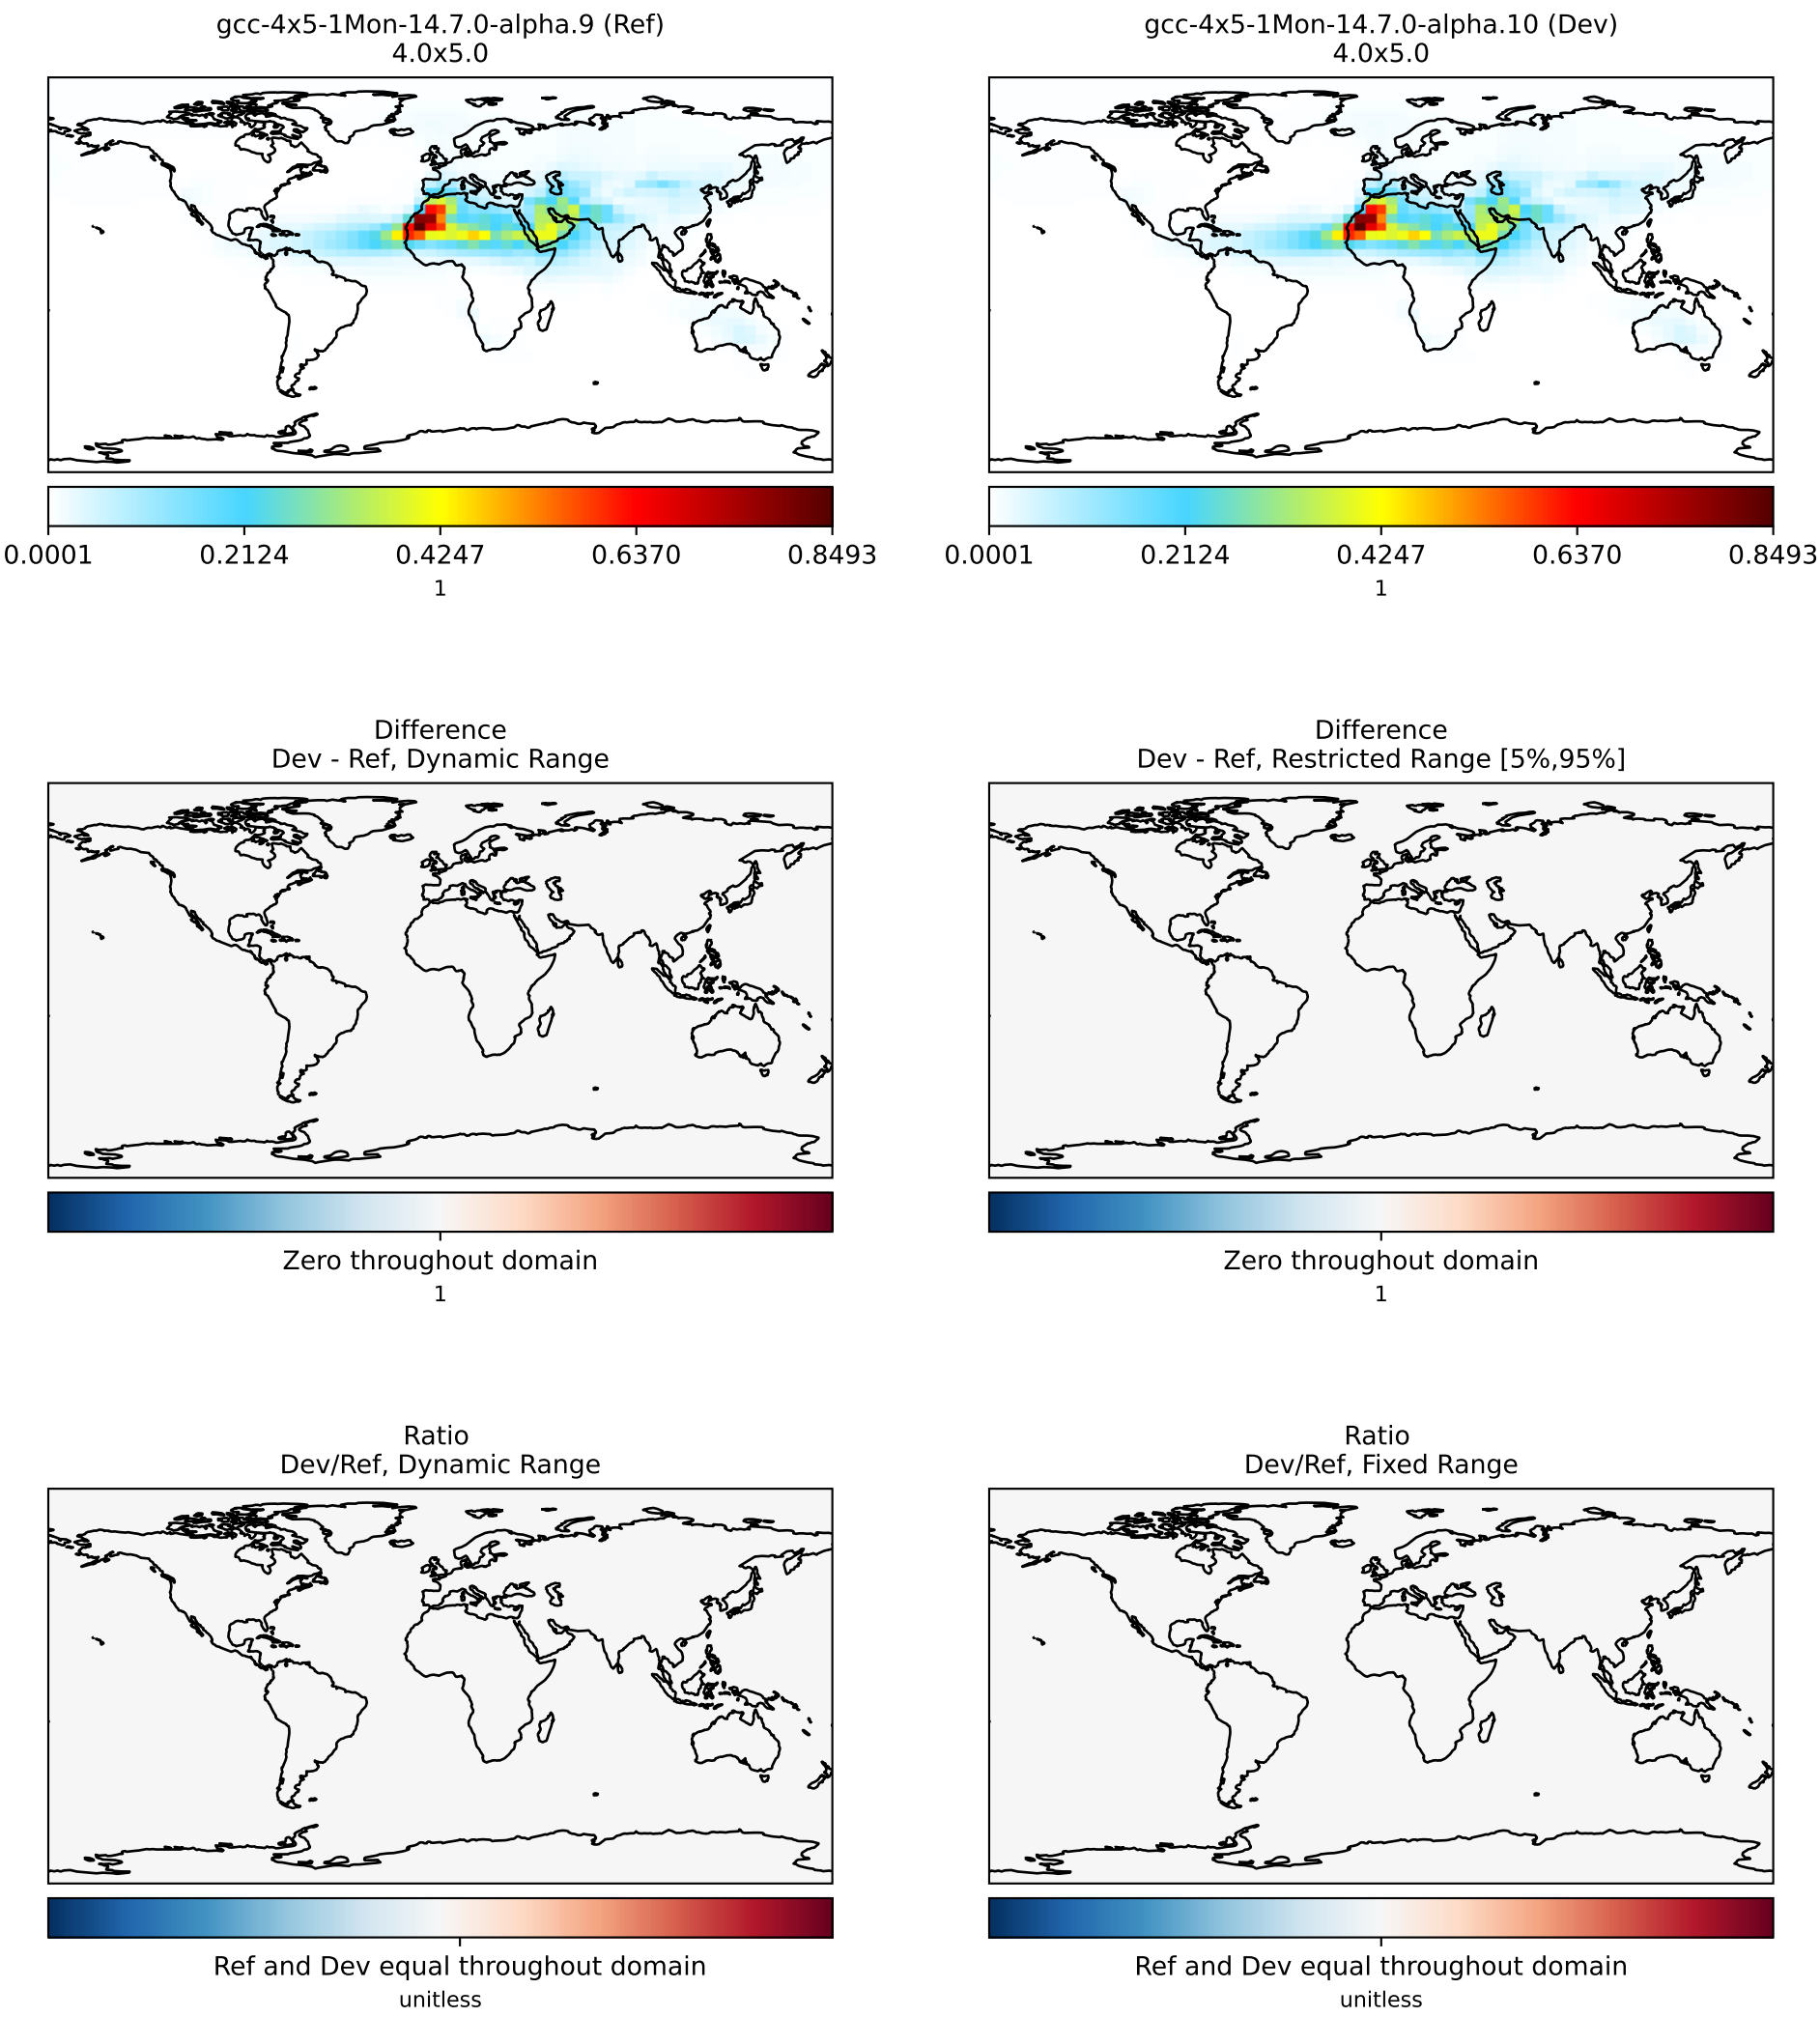 gcc-4x5-1Mon-14.7.0-alpha.9 (Ref)
4.0x5.0
gcc-4x5-1Mon-14.7.0-alpha.10 (Dev)
4.0x5.0
0.0001 0.2124 0.4247 0.6370 0.8493
1
0.0001 0.2124 0.4247 0.6370 0.8493
1
Difference
Dev - Ref, Dynamic Range
Difference
Dev - Ref, Restricted Range [5%,95%]
Zero throughout domain
1
Zero throughout domain
1
Ratio
Dev/Ref, Dynamic Range
Ratio
Dev/Ref, Fixed Range
Ref and Dev equal throughout domain
unitless
Ref and Dev equal throughout domain
unitless